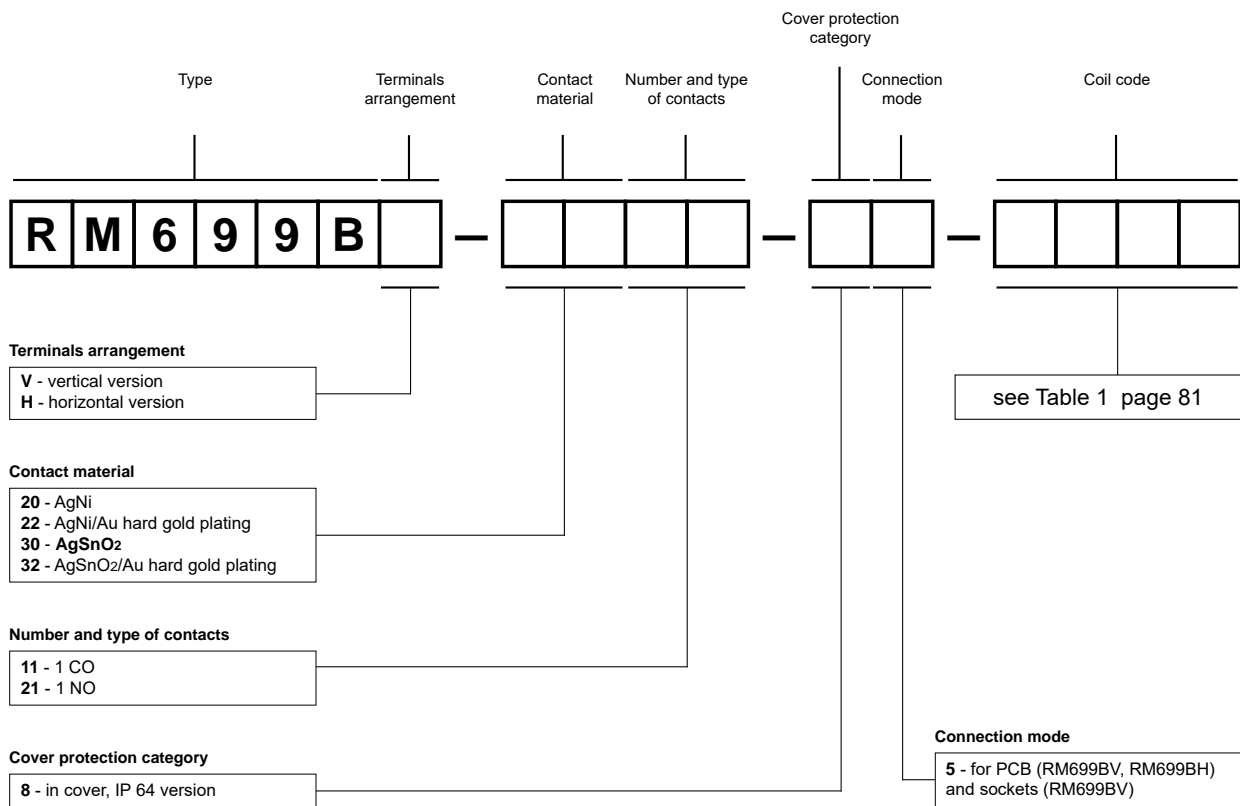 Cover protection
category
Type
Terminals
arrangement
Contact
material
Number and type
of contacts
Connection
mode
Coil code
R M 6 9 9 B – – –
Terminals arrangement
V - vertical version
H - horizontal version
see Table 1 page 81
Contact material
20 - AgNi
22 - AgNi/Au hard gold plating
30 - AgSnO2
32 - AgSnO2/Au hard gold plating
Number and type of contacts
11 - 1 CO
21 - 1 NO
Cover protection category
8 - in cover, IP 64 version
Connection mode
5 - for PCB (RM699BV, RM699BH)
and sockets (RM699BV)